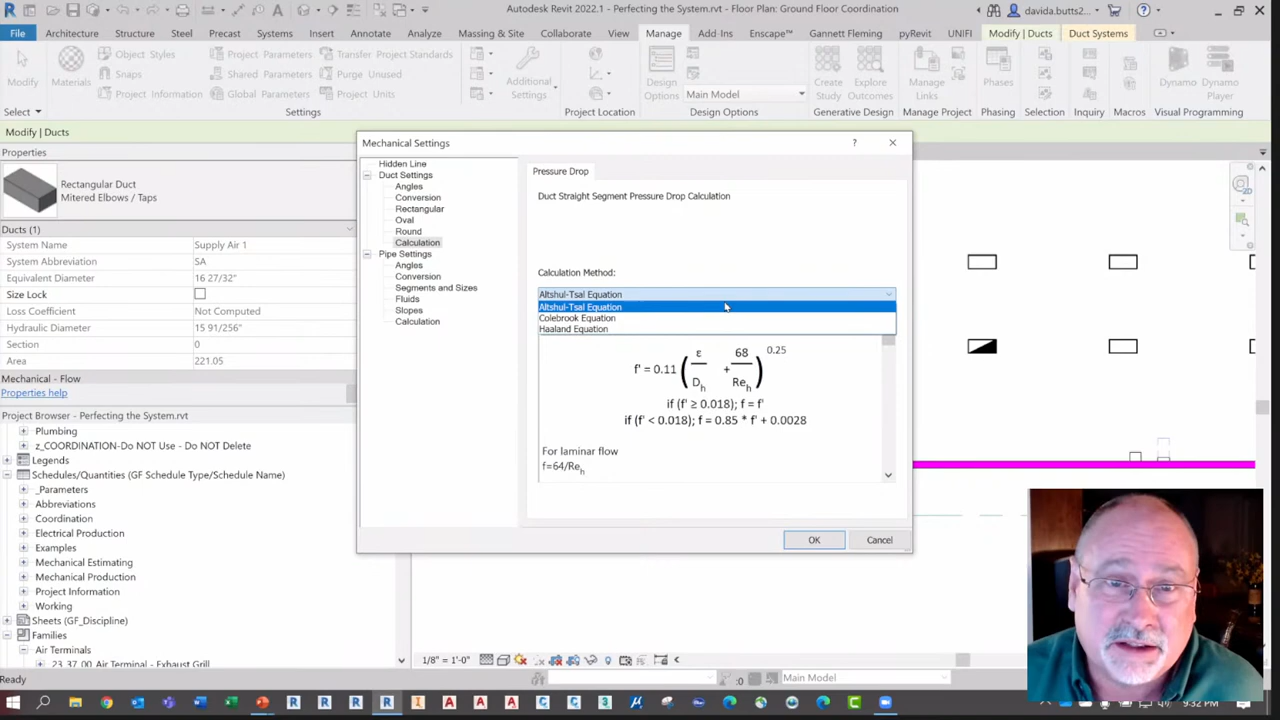 Autodesk Revit 2022.1 - Perfecting the System.rvt - Floor Plan: Ground Floor Coordination
davida.butts2...
File Architecture Structure Steel Precast Systems Insert Annotate Analyze Massing & Site Collaborate View Manage Add-Ins Enscape™ Gannett Fleming pyRevit UNIFI Modify | Ducts Duct Systems
Modify
Materials
Object Styles
Snaps
Project Information
Project Parameters
Shared Parameters
Global Parameters
Transfer Project Standards
Purge Unused
Project Units
Additional Settings
Design Options
Main Model
Create Study
Explore Outcomes
Manage Links
Phases
Dynamo
Dynamo Player
Select Settings Project Location Design Options Generative Design Manage Project Phasing Selection Inquiry Macros Visual Programming
Modify | Ducts
Properties
Rectangular Duct
Mitered Elbows / Taps
Ducts (1)
System Name Supply Air 1
System Abbreviation SA
Equivalent Diameter 16 27/32"
Size Lock
Loss Coefficient Not Computed
Hydraulic Diameter 15 91/256"
Section 0
Area 221.05
Mechanical - Flow
Properties help
Project Browser - Perfecting the System.rvt
Plumbing
z_COORDINATION-Do NOT Use - Do NOT Delete
Legends
Schedules/Quantities (GF Schedule Type/Schedule Name)
_Parameters
Abbreviations
Coordination
Electrical Production
Examples
Mechanical Estimating
Mechanical Production
Project Information
Working
Sheets (GF_Discipline)
Families
Air Terminals
23_37_00_Air Terminal - Exhaust Grill
Mechanical Settings
Hidden Line
Duct Settings
Angles
Conversion
Rectangular
Oval
Round
Calculation
Pipe Settings
Angles
Conversion
Segments and Sizes
Fluids
Slopes
Calculation
Pressure Drop
Duct Straight Segment Pressure Drop Calculation
Calculation Method:
Altshul-Tsal Equation
Altshul-Tsal Equation
Colebrook Equation
Haaland Equation
f' = 0.11 ( ε/Dh + 68/Reh ) 0.25
if (f' ≥ 0.018); f = f'
if (f' < 0.018); f = 0.85 * f' + 0.0028
For laminar flow
f=64/Reh
OK Cancel
1/8" = 1'-0"
Ready
:0
Main Model
9:32 PM